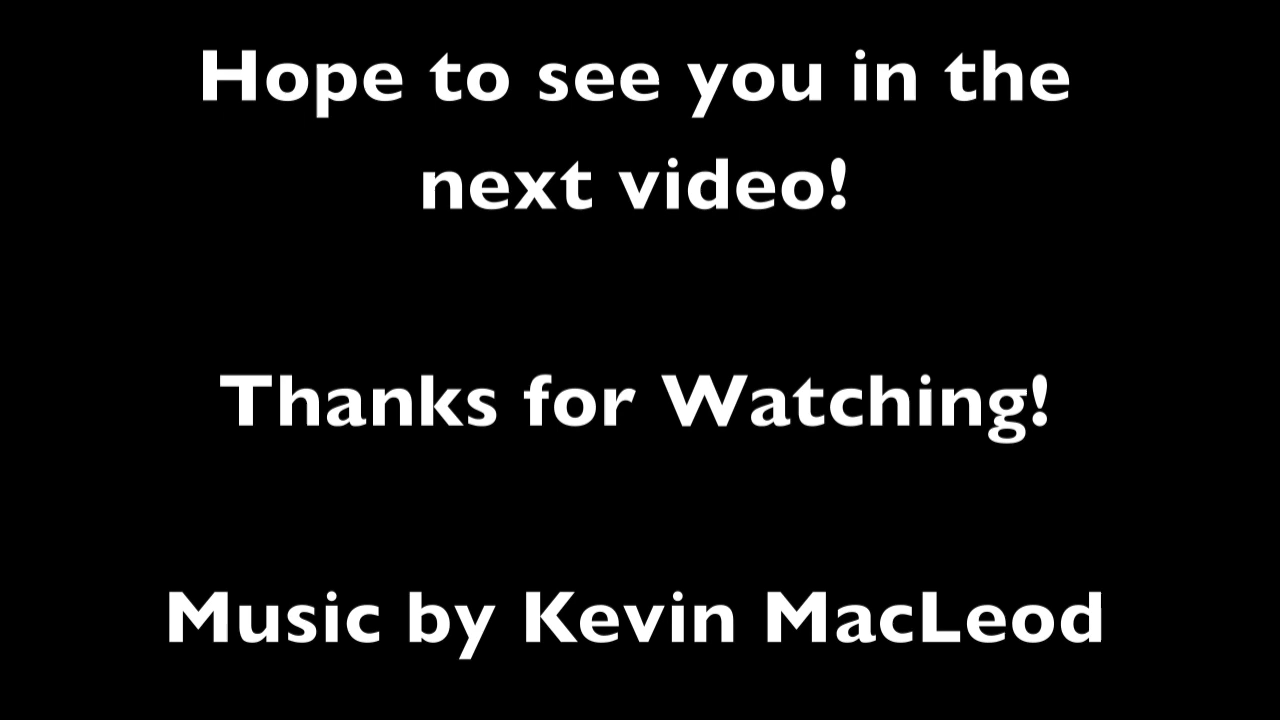 Hope to see you in the
next video!
Thanks for Watching!
Music by Kevin MacLeod